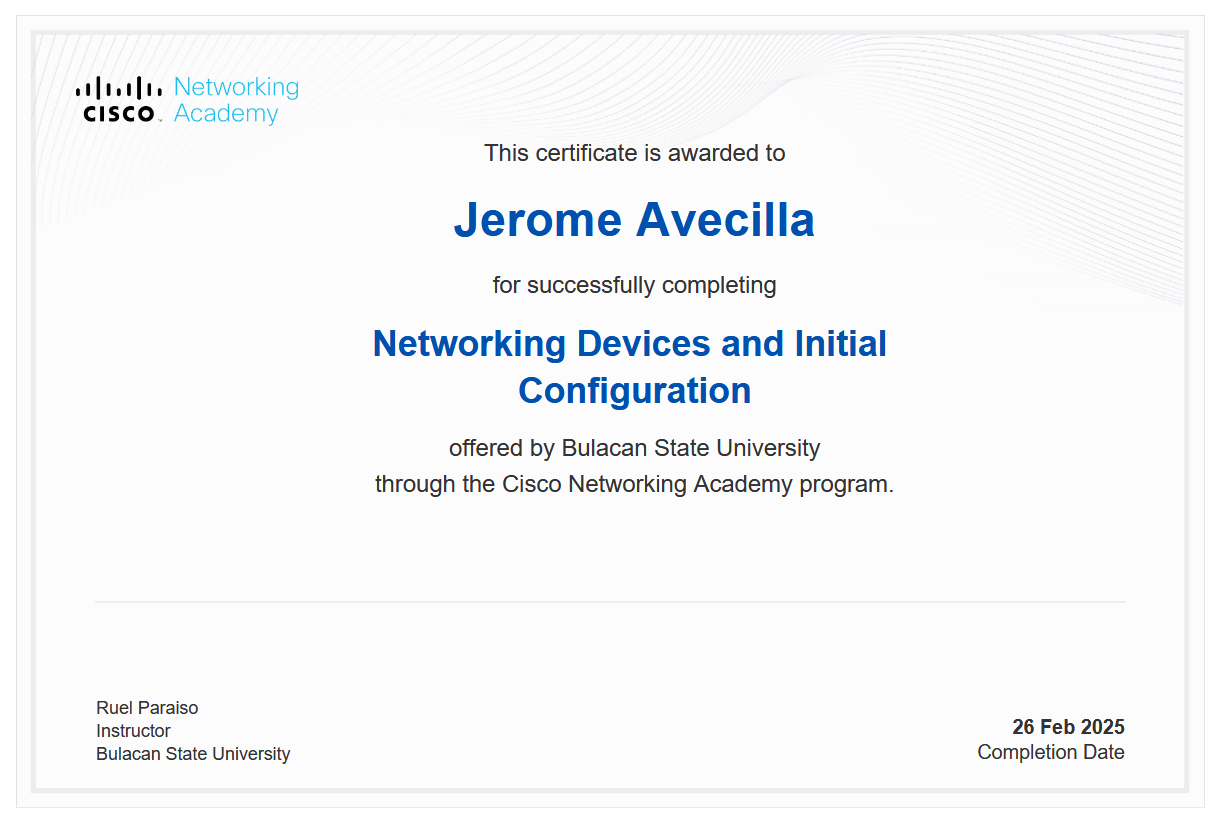 Networking
CISCO Academy
This certificate is awarded to
Jerome Avecilla
for successfully completing
Networking Devices and Initial
Configuration
offered by Bulacan State University
through the Cisco Networking Academy program.
Ruel Paraiso
Instructor
Bulacan State University
26 Feb 2025
Completion Date